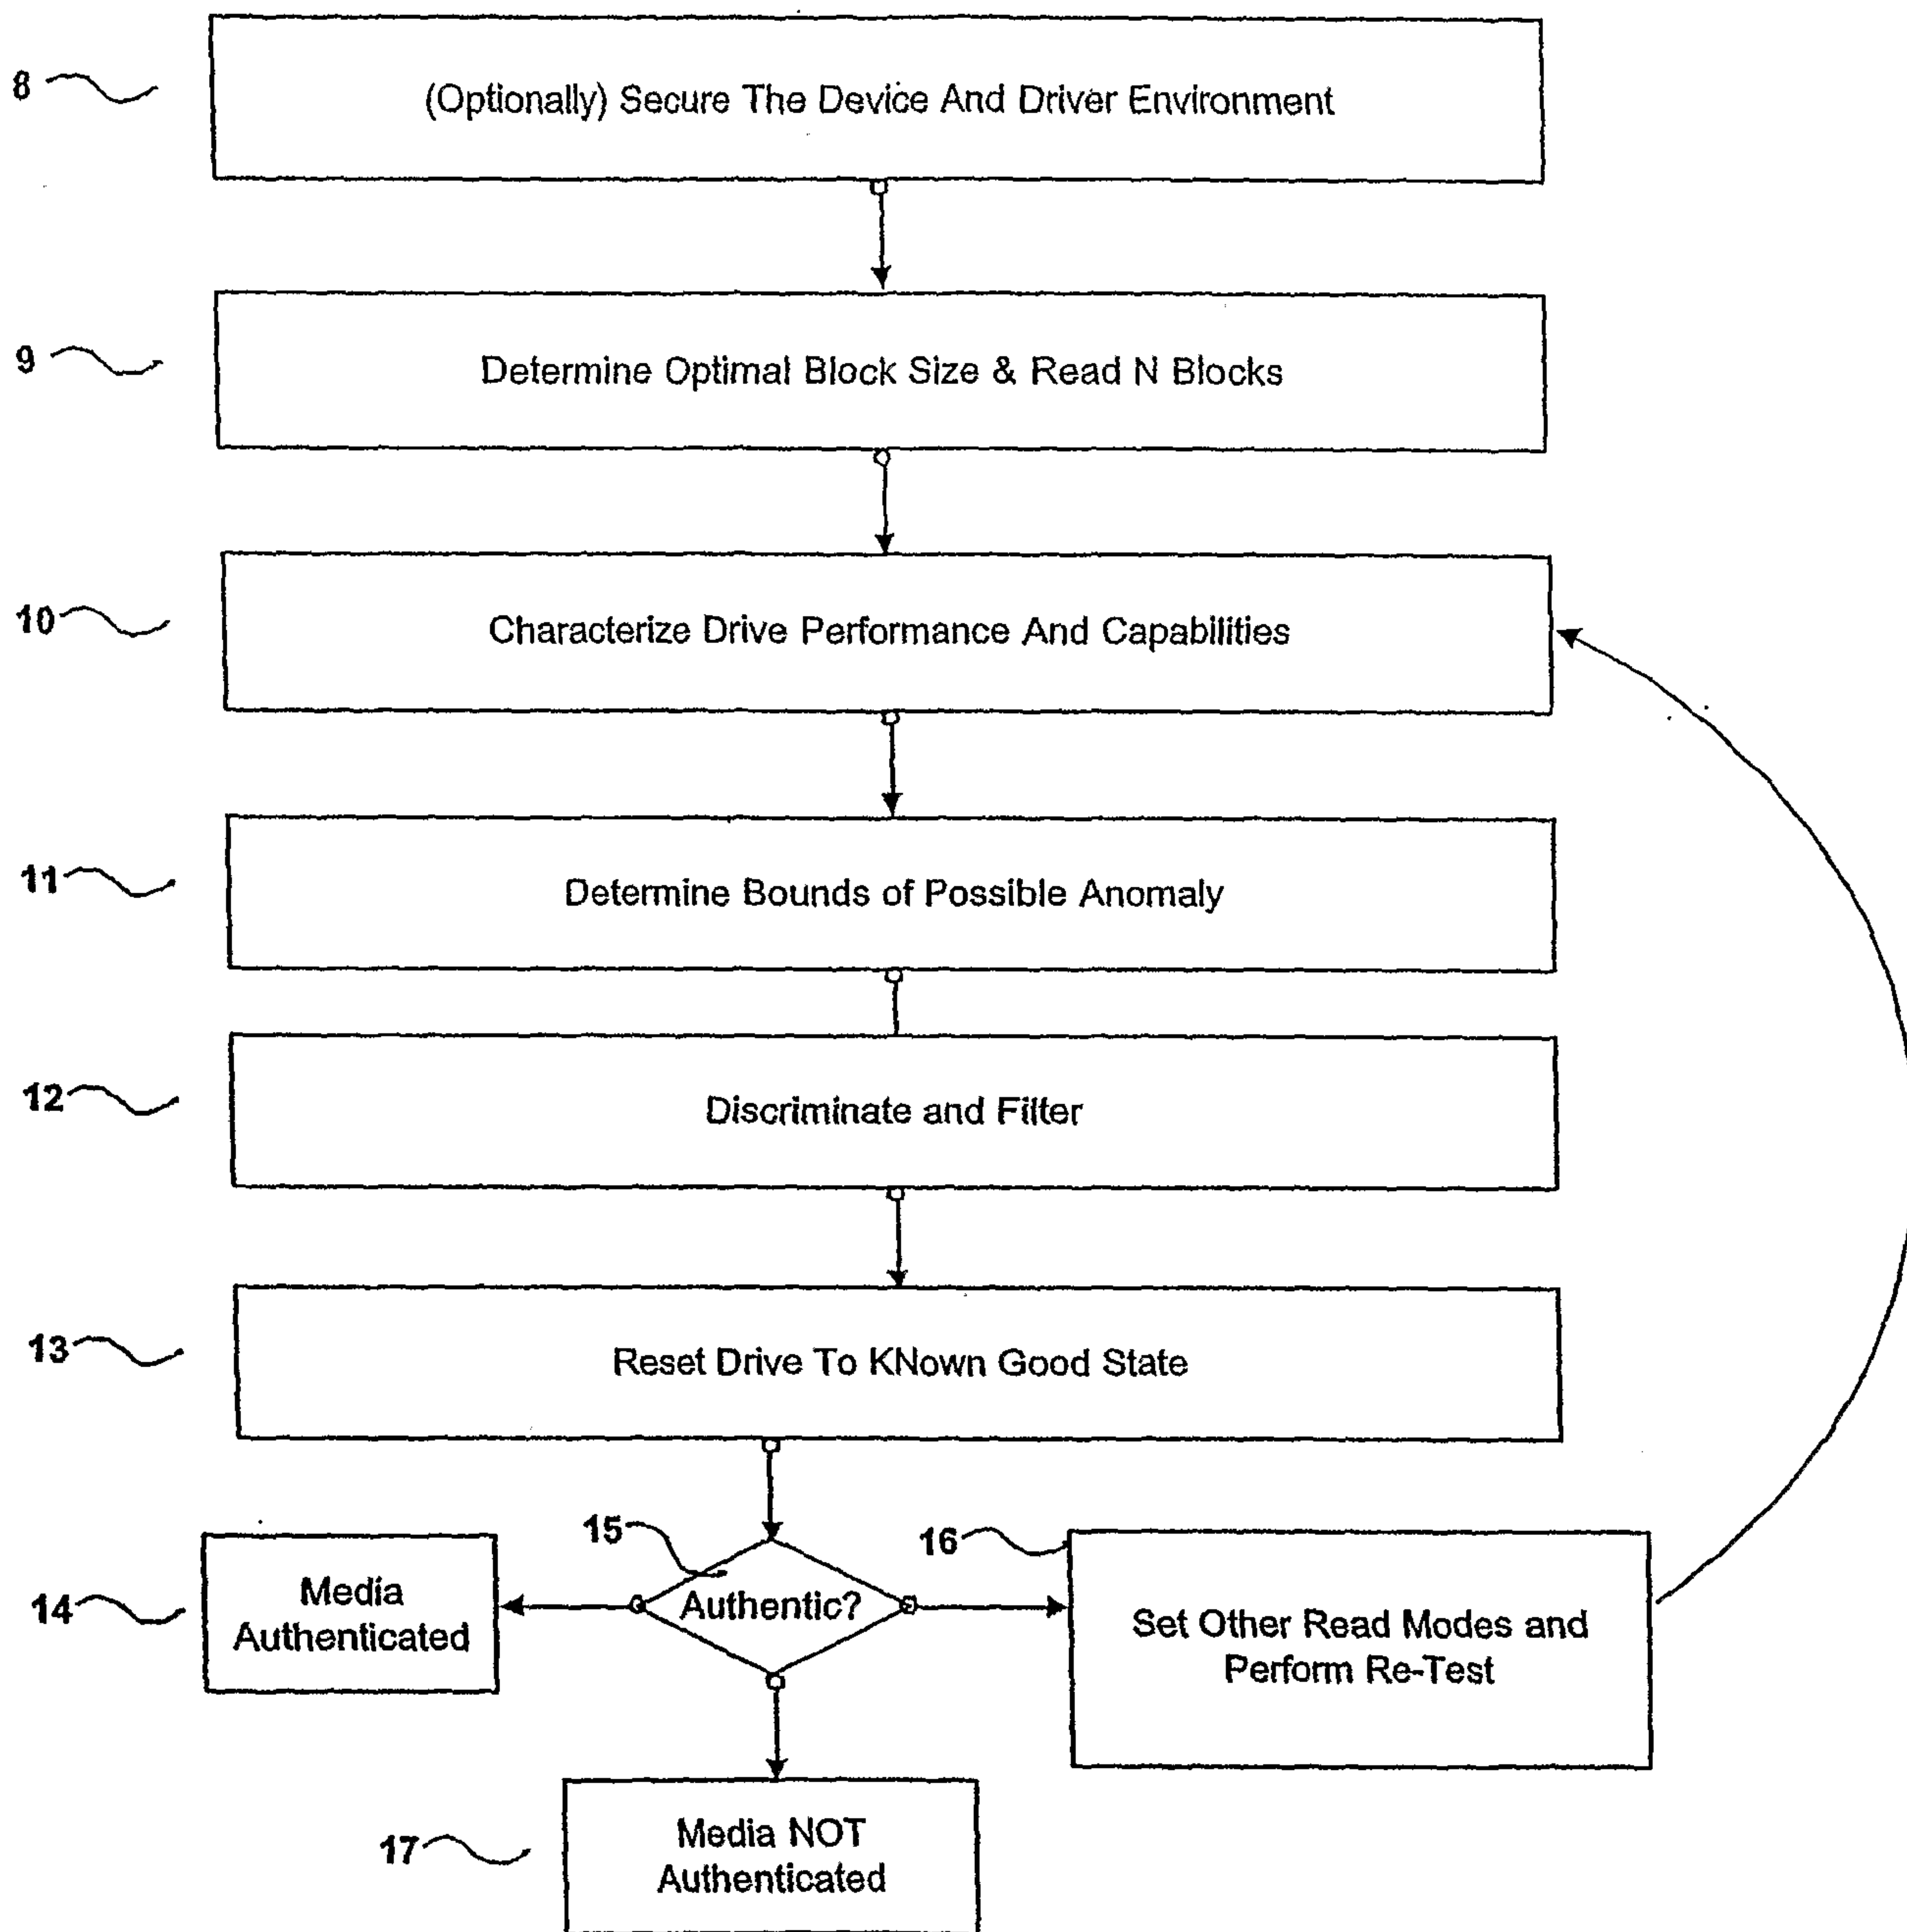 8
(Optionally) Secure The Device And Driver Environment
9
Determine Optimal Block Size & Read N Blocks
10
Characterize Drive Performance And Capabilities
11
Determine Bounds of Possible Anomaly
12
Discriminate and Filter
13
Reset Drive To KNown Good State
14
Media
Authenticated
15
Authentic?
16
Set Other Read Modes and
Perform Re-Test
17
Media NOT
Authenticated